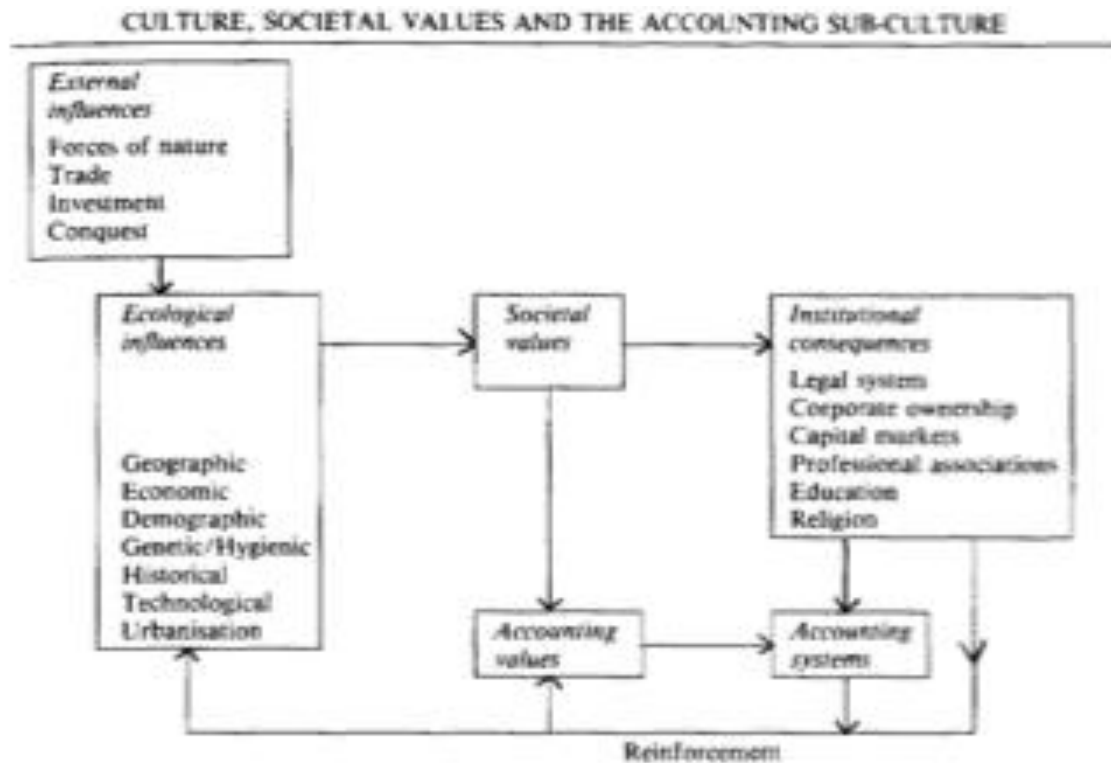 CULTURE, SOCIETAL VALUES AND THE ACCOUNTING SUB-CULTURE
External
influences
Forces of nature
Trade
Investment
Conquest
Ecological
influences
Geographic
Economic
Demographic
Genetic/Hygienic
Historical
Technological
Urbanisation
Societal
values
Institutional
consequences
Legal system
Corporate ownership
Capital markets
Professional associations
Education
Religion
Accounting
values
Accounting
systems
Reinforcement